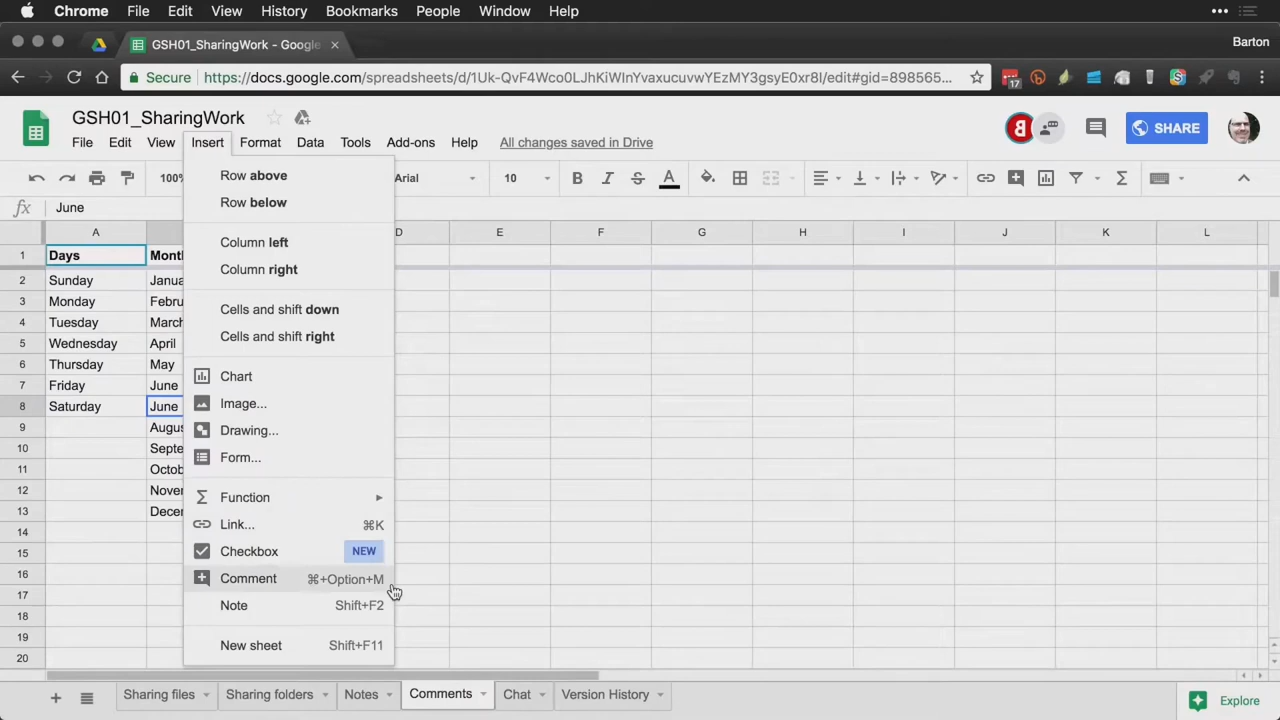 Chrome File Edit View History Bookmarks People Window Help
GSH01_SharingWork - Google
Barton
Secure https://docs.google.com/spreadsheets/d/1Uk-QvF4Wco0LJhKiWInYvaxucuvwYEzMY3gsyE0xr8I/edit#gid=898565...
17
GSH01_SharingWork
B
SHARE
File Edit View Insert Format Data Tools Add-ons Help All changes saved in Drive
100% Arial 10 B I S A
fx June
A D E F G H I J K L
1 Days Month
2 Sunday Janua
3 Monday Febru
4 Tuesday March
5 Wednesday April
6 Thursday May
7 Friday June
8 Saturday June
9 Augus
10 Septe
11 Octob
12 Nover
13 Decer
14
15
16
17
18
19
20
Row above
Row below
Column left
Column right
Cells and shift down
Cells and shift right
Chart
Image...
Drawing...
Form...
Function
Link... ⌘K
Checkbox NEW
Comment ⌘+Option+M
Note Shift+F2
New sheet Shift+F11
Sharing files Sharing folders Notes Comments Chat Version History
Explore